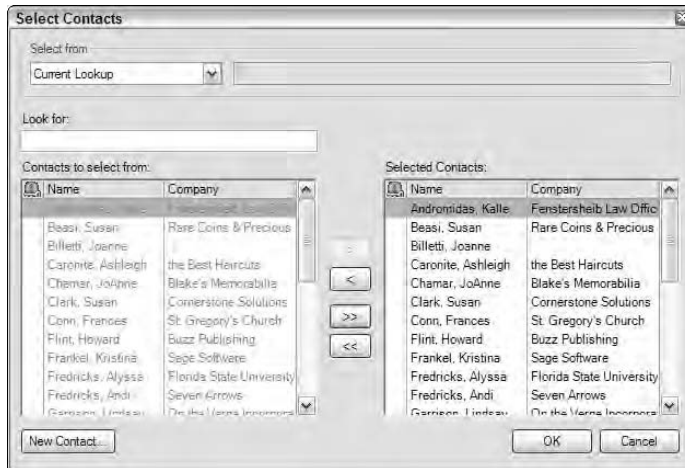 Select Contacts
Select from
Current Lookup
Look for:
Contacts to select from:
Name Company
Beasi, Susan Rare Coins & Precious
Billetti, Joanne
Caronite, Ashleigh the Best Haircuts
Chamar, JoAnne Blake's Memorabilia
Clark, Susan Cornerstone Solutions
Conn, Frances St. Gregory's Church
Flint, Howard Buzz Publishing
Frankel, Kristina Sage Software
Fredricks, Alyssa Florida State University
Fredricks, Andi Seven Arrows
Garrison, Lindsay On the Verge Incorpora
<
>>
<<
Selected Contacts:
Name Company
Andromidas, Kalle Fenstersheib Law Offic
Beasi, Susan Rare Coins & Precious
Billetti, Joanne
Caronite, Ashleigh the Best Haircuts
Chamar, JoAnne Blake's Memorabilia
Clark, Susan Cornerstone Solutions
Conn, Frances St. Gregory's Church
Flint, Howard Buzz Publishing
Frankel, Kristina Sage Software
Fredricks, Alyssa Florida State University
Fredricks, Andi Seven Arrows
Garrison, Lindsay On the Verge Incorpora
New Contact...
OK
Cancel